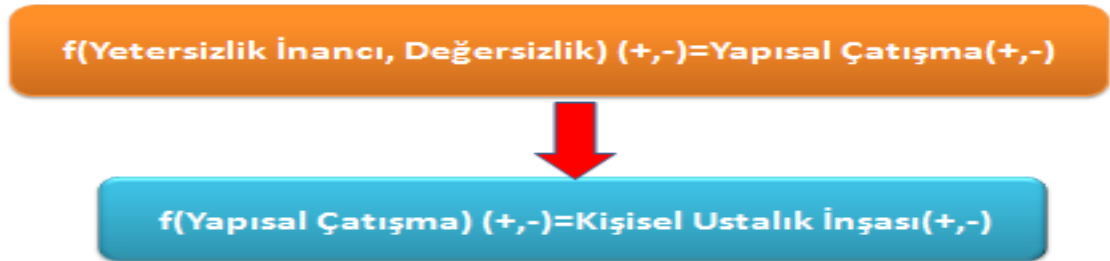 f(Yetersizlik İnancı, Değersizlik) (+,-)=Yapısal Çatışma(+,-)
f(Yapısal Çatışma) (+,-)=Kişisel Ustalık İnşası(+,-)